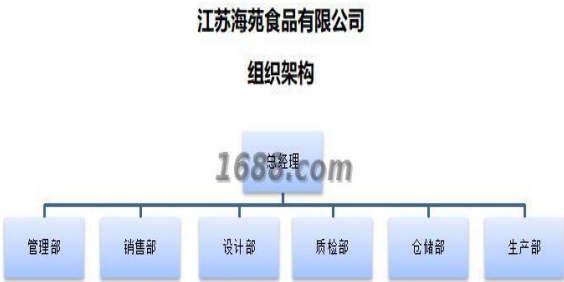 江苏海苑食品有限公司
组织架构
总经理
1688.com
管理部 销售部 设计部 质检部 仓储部 生产部